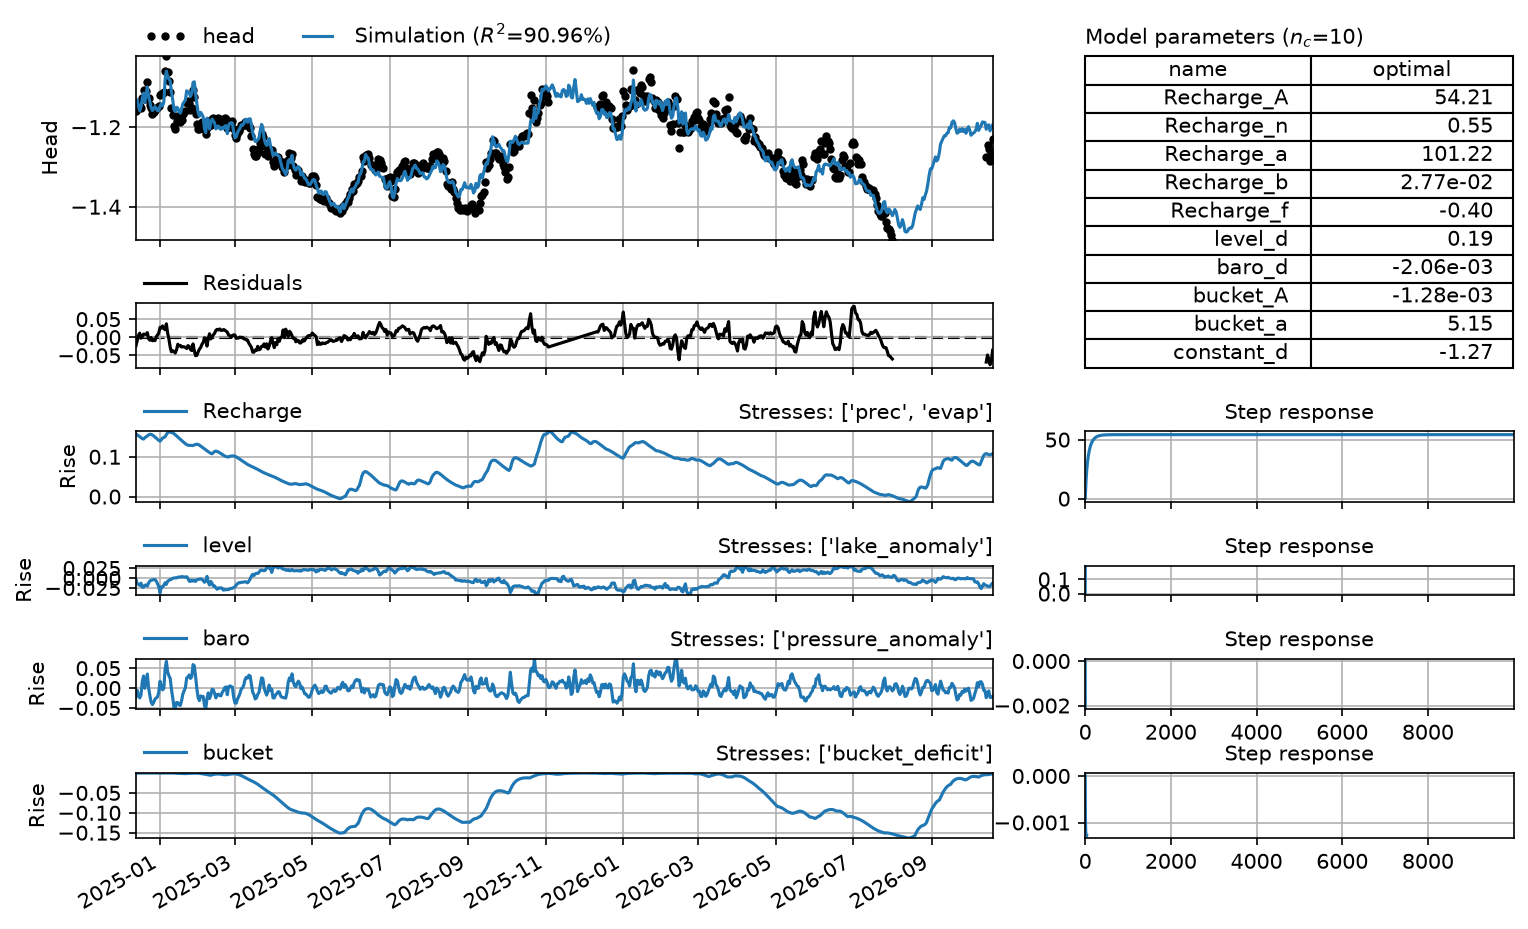 head Simulation (R²=90.96%)
Model parameters (n_c=10)
name optimal
Recharge_A 54.21
Recharge_n 0.55
Recharge_a 101.22
Recharge_b 2.77e-02
Recharge_f -0.40
level_d 0.19
baro_d -2.06e-03
bucket_A -1.28e-03
bucket_a 5.15
constant_d -1.27
Head
−1.2
−1.4
Residuals
0.05
0.00
−0.05
Recharge Stresses: ['prec', 'evap']
Rise
0.1
0.0
Step response
50
0
level Stresses: ['lake_anomaly']
Rise
0.025
0.000
−0.025
Step response
0.1
0.0
baro Stresses: ['pressure_anomaly']
Rise
0.05
0.00
−0.05
Step response
0.000
−0.002
0 2000 4000 6000 8000
bucket Stresses: ['bucket_deficit']
Rise
−0.05
−0.10
−0.15
2025-01 2025-03 2025-05 2025-07 2025-09 2025-11 2026-01 2026-03 2026-05 2026-07 2026-09
Step response
0.000
−0.001
0 2000 4000 6000 8000